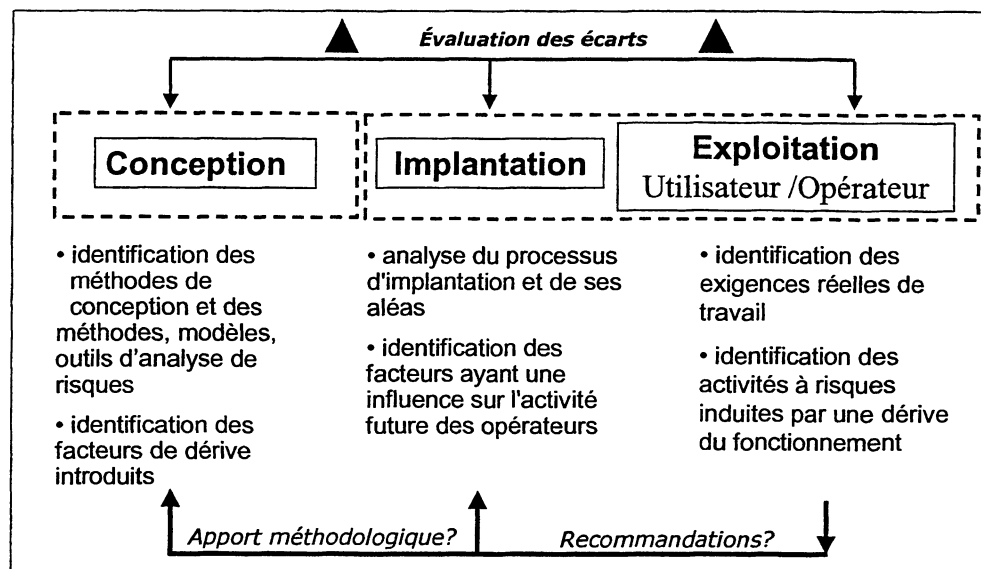 Évaluation des écarts
Conception
Implantation
Exploitation
Utilisateur /Opérateur
• identification des
méthodes de
conception et des
méthodes, modèles,
outils d'analyse de
risques
• identification des
facteurs de dérive
introduits
• analyse du processus
d'implantation et de ses
aléas
• identification des
facteurs ayant une
influence sur l'activité
future des opérateurs
• identification des
exigences réelles de
travail
• identification des
activités à risques
induites par une dérive
du fonctionnement
Apport méthodologique?
Recommandations?